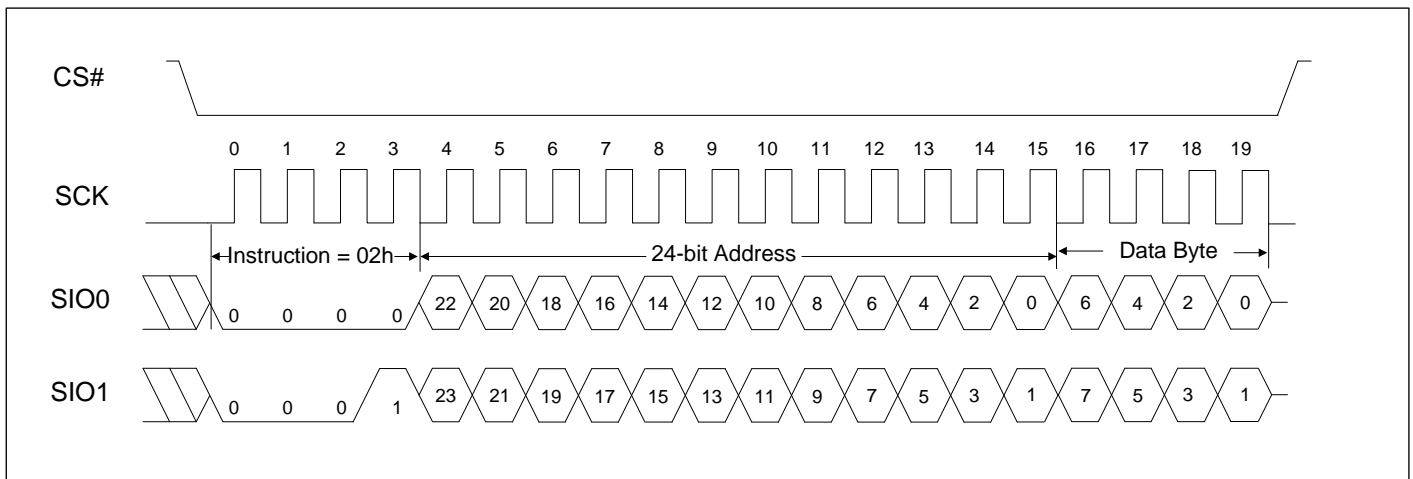 CS#
0 1 2 3 4 5 6 7 8 9 10 11 12 13 14 15 16 17 18 19
SCK
Instruction = 02h 24-bit Address Data Byte
SIO0 0 0 0 0 22 20 18 16 14 12 10 8 6 4 2 0 6 4 2 0
SIO1 0 0 0 1 23 21 19 17 15 13 11 9 7 5 3 1 7 5 3 1